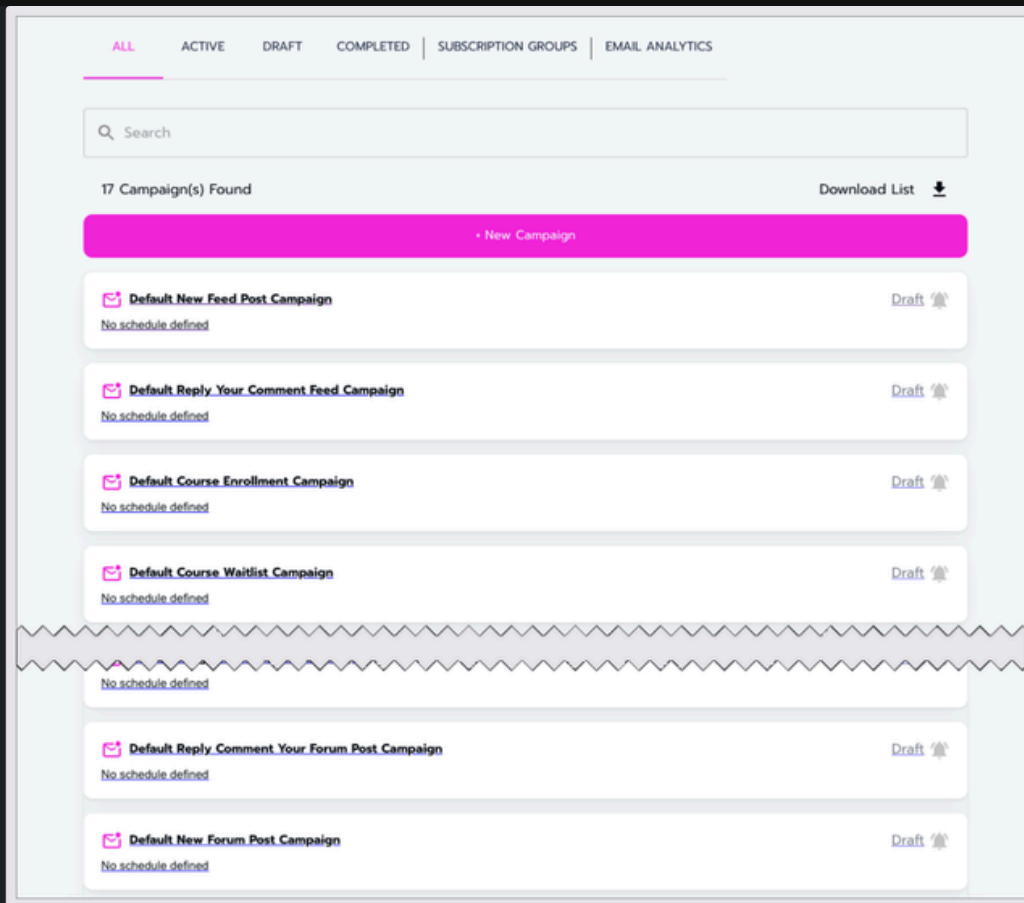 ALL ACTIVE DRAFT COMPLETED SUBSCRIPTION GROUPS EMAIL ANALYTICS
Search
17 Campaign(s) Found Download List
+ New Campaign
Default New Feed Post Campaign Draft
No schedule defined
Default Reply Your Comment Feed Campaign Draft
No schedule defined
Default Course Enrollment Campaign Draft
No schedule defined
Default Course Waitlist Campaign Draft
No schedule defined
No schedule defined
Default Reply Comment Your Forum Post Campaign Draft
No schedule defined
Default New Forum Post Campaign Draft
No schedule defined